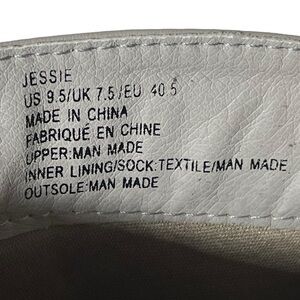 JESSIE
US 9.5/UK 7.5/EU 40.5
MADE IN CHINA
FABRIQUÉ EN CHINE
UPPER:MAN MADE
INNER LINING/SOCK:TEXTILE/MAN MADE
OUTSOLE:MAN MADE